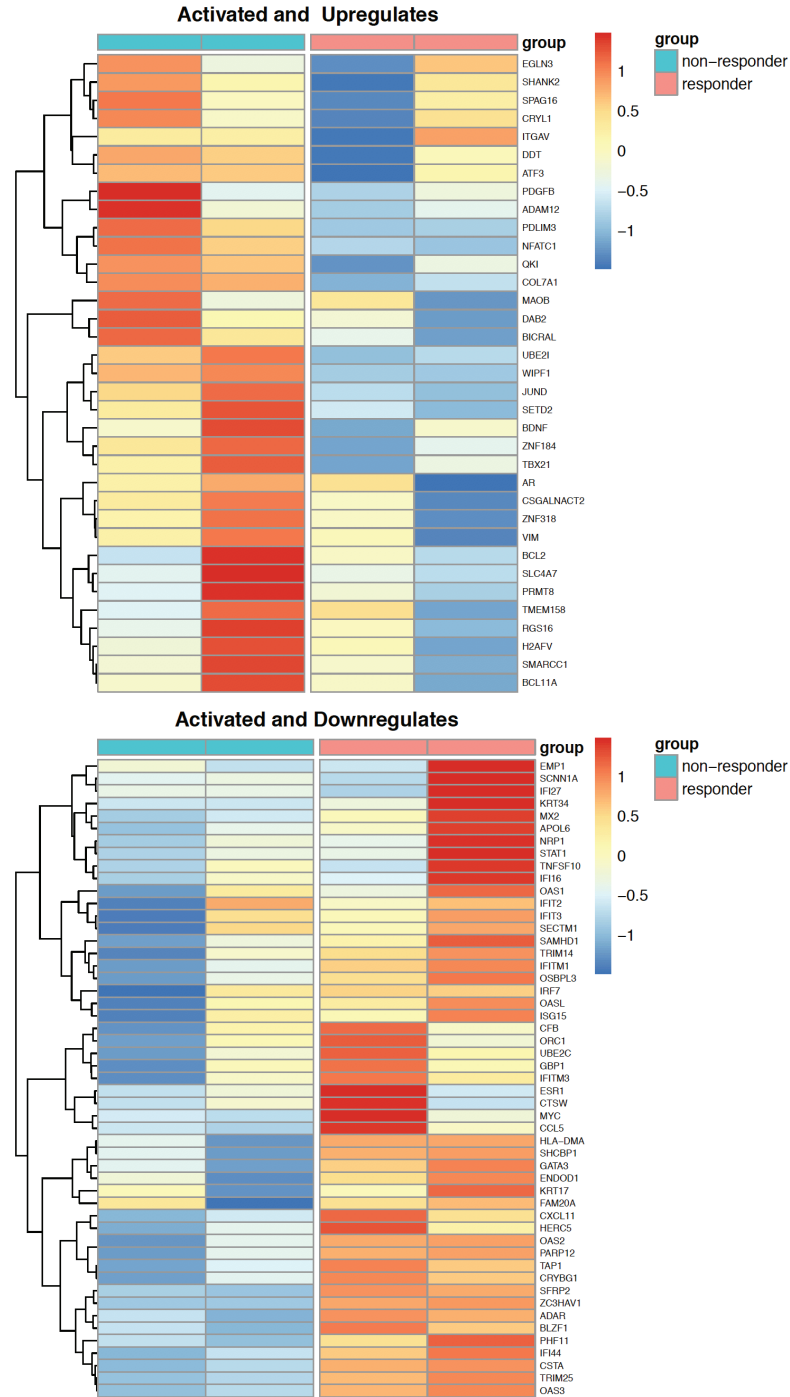 Activated and Upregulates
group
EGLN3
SHANK2
SPAG16
CRYL1
ITGAV
DDT
ATF3
PDGFB
ADAM12
PDLIM3
NFATC1
QKI
COL7A1
MAOB
DAB2
BICRAL
UBE2I
WIPF1
JUND
SETD2
BDNF
ZNF184
TBX21
AR
CSGALNACT2
ZNF318
VIM
BCL2
SLC4A7
PRMT8
TMEM158
RGS16
H2AFV
SMARCC1
BCL11A
1
0.5
0
−0.5
−1
group
non−responder
responder
Activated and Downregulates
group
EMP1
SCNN1A
IFI27
KRT34
MX2
APOL6
NRP1
STAT1
TNFSF10
IFI16
OAS1
IFIT2
IFIT3
SECTM1
SAMHD1
TRIM14
IFITM1
OSBPL3
IRF7
OASL
ISG15
CFB
ORC1
UBE2C
GBP1
IFITM3
ESR1
CTSW
MYC
CCL5
HLA−DMA
SHCBP1
GATA3
ENDOD1
KRT17
FAM20A
CXCL11
HERC5
OAS2
PARP12
TAP1
CRYBG1
SFRP2
ZC3HAV1
ADAR
BLZF1
PHF11
IFI44
CSTA
TRIM25
OAS3
1
0.5
0
−0.5
−1
group
non−responder
responder